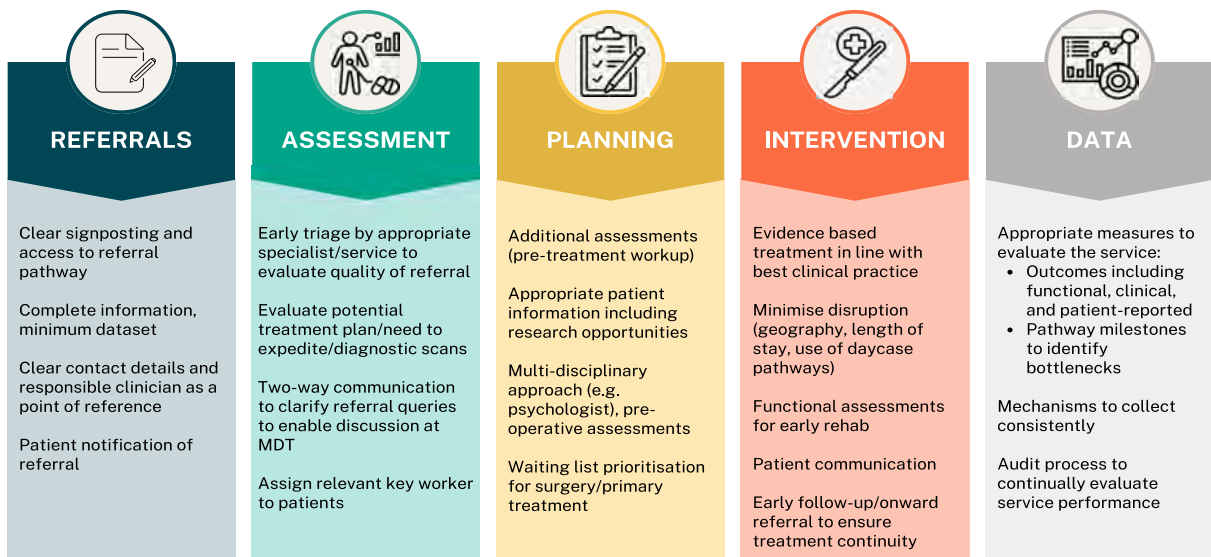 REFERRALS
Clear signposting and
access to referral
pathway
Complete information,
minimum dataset
Clear contact details and
responsible clinician as a
point of reference
Patient notification of
referral
ASSESSMENT
Early triage by appropriate
specialist/service to
evaluate quality of referral
Evaluate potential
treatment plan/need to
expedite/diagnostic scans
Two-way communication
to clarify referral queries
to enable discussion at
MDT
Assign relevant key worker
to patients
PLANNING
Additional assessments
(pre-treatment workup)
Appropriate patient
information including
research opportunities
Multi-disciplinary
approach (e.g.
psychologist), pre-
operative assessments
Waiting list prioritisation
for surgery/primary
treatment
INTERVENTION
Evidence based
treatment in line with
best clinical practice
Minimise disruption
(geography, length of
stay, use of daycase
pathways)
Functional assessments
for early rehab
Patient communication
Early follow-up/onward
referral to ensure
treatment continuity
DATA
Appropriate measures to
evaluate the service:
• Outcomes including
functional, clinical,
and patient-reported
• Pathway milestones
to identify
bottlenecks
Mechanisms to collect
consistently
Audit process to
continually evaluate
service performance